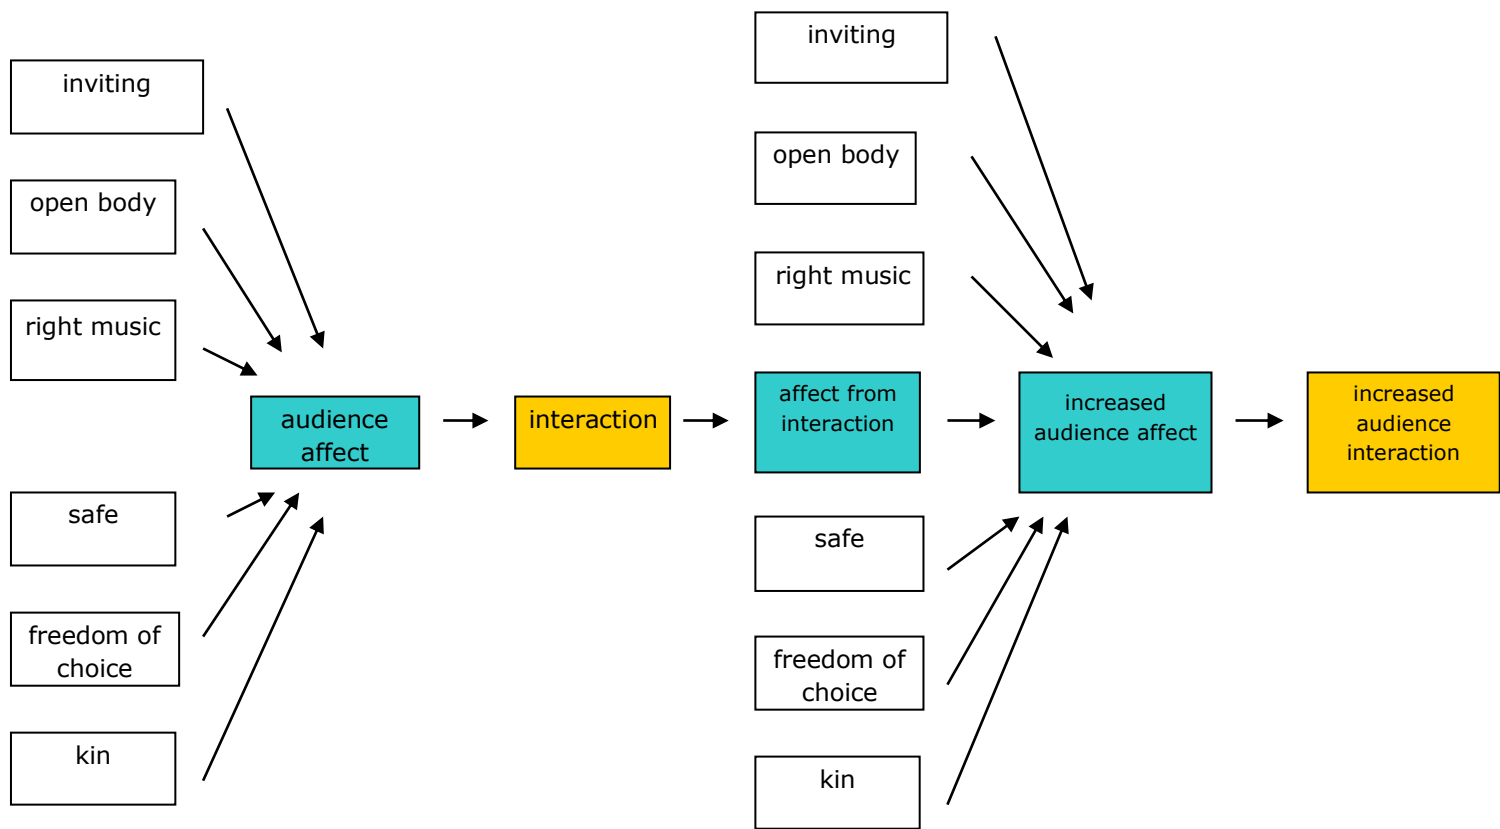 inviting
open body
right music
audience
affect
interaction
safe
freedom of
choice
kin
inviting
open body
right music
affect from
interaction
increased
audience affect
increased
audience
interaction
safe
freedom of
choice
kin